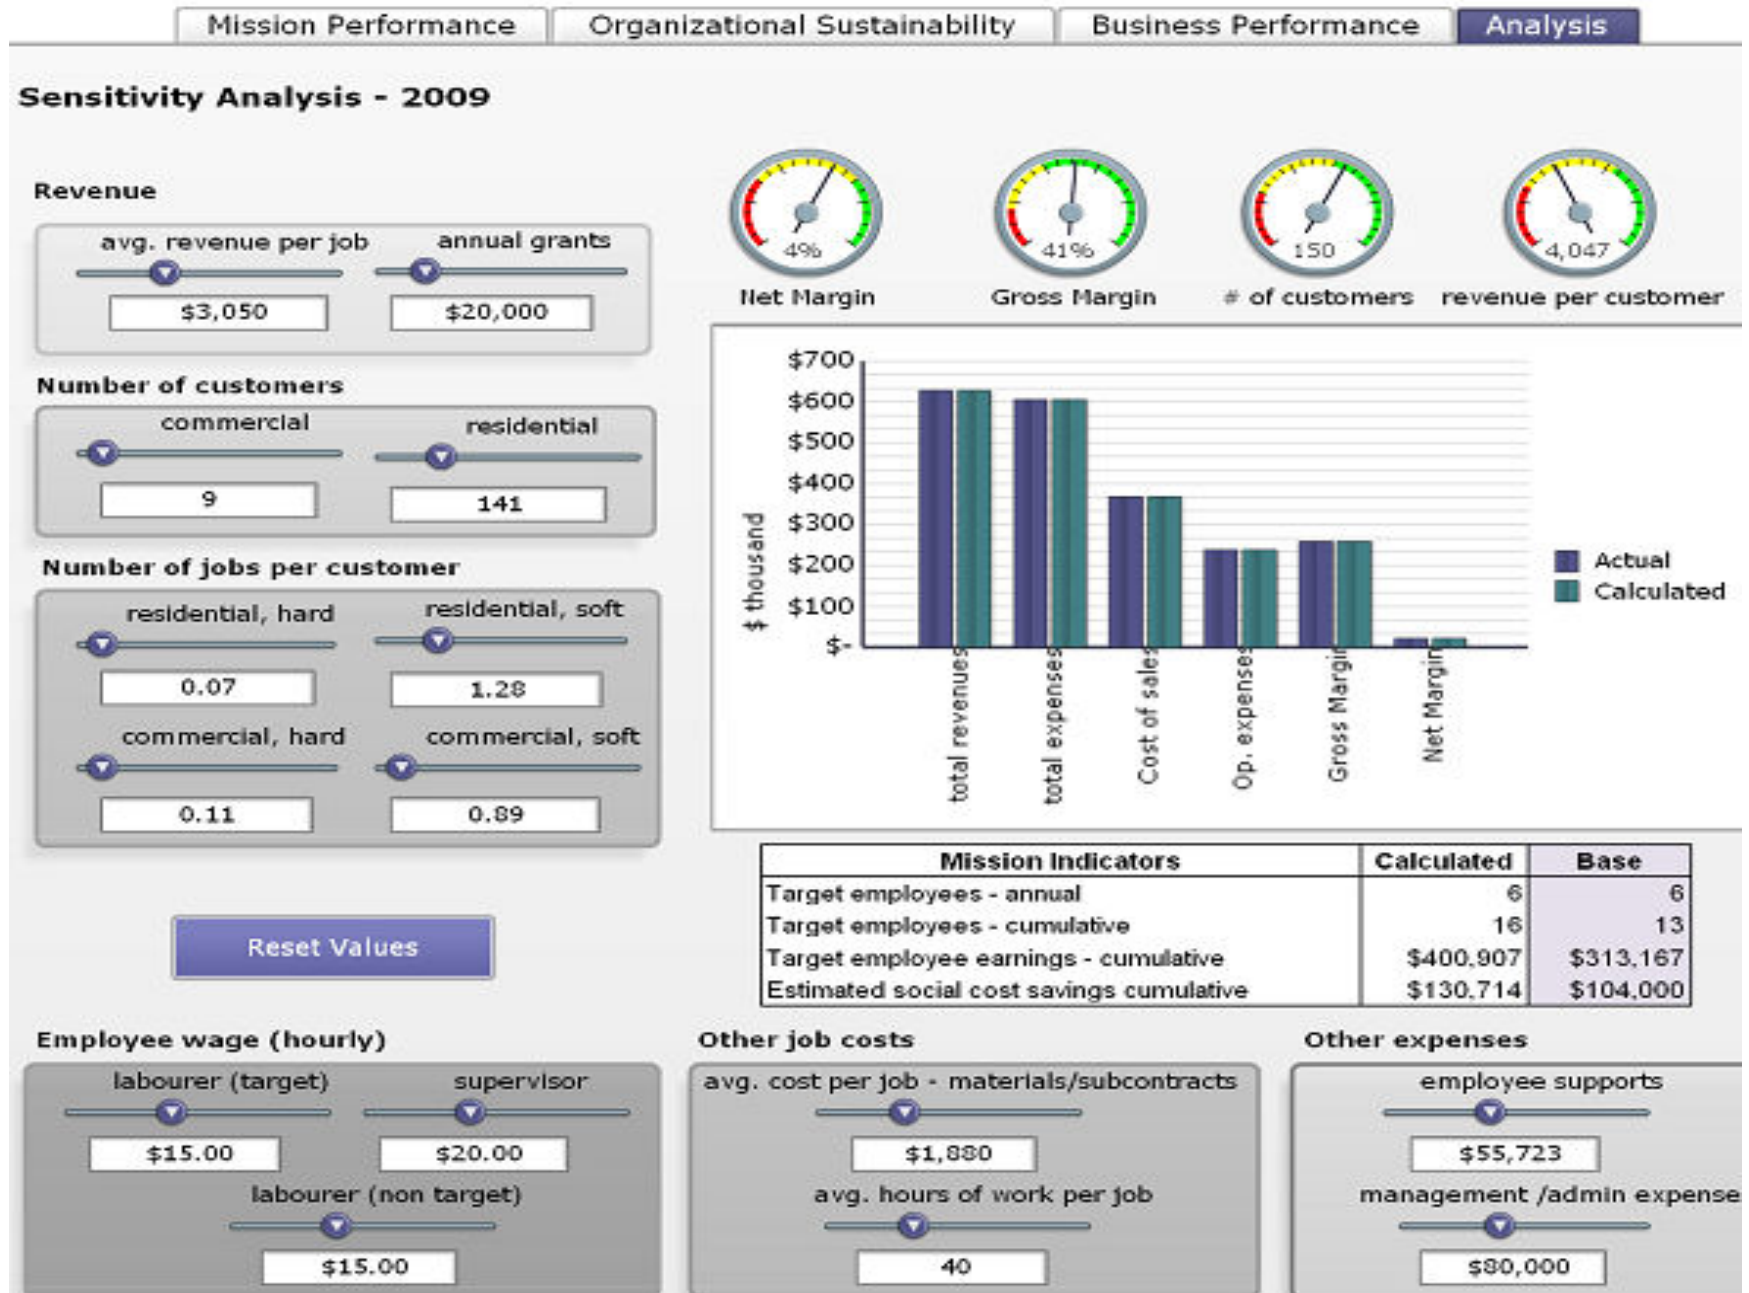 Mission Performance Organizational Sustainability Business Performance Analysis
Sensitivity Analysis - 2009
Revenue
avg. revenue per job annual grants
$3,050 $20,000
Number of customers
commercial residential
9 141
Number of jobs per customer
residential, hard residential, soft
0.07 1.28
commercial, hard commercial, soft
0.11 0.89
Reset Values
4% 41% 150 4,047
Net Margin Gross Margin # of customers revenue per customer
$ thousand
$700
$600
$500
$400
$300
$200
$100
$-
total revenues
total expenses
Cost of sales
Op. expenses
Gross Margin
Net Margin
Actual
Calculated
Mission Indicators Calculated Base
Target employees - annual 6 6
Target employees - cumulative 16 13
Target employee earnings - cumulative $400,907 $313,167
Estimated social cost savings cumulative $130,714 $104,000
Employee wage (hourly)
labourer (target) supervisor
$15.00 $20.00
labourer (non target)
$15.00
Other job costs
avg. cost per job - materials/subcontracts
$1,880
avg. hours of work per job
40
Other expenses
employee supports
$55,723
management /admin expense
$80,000